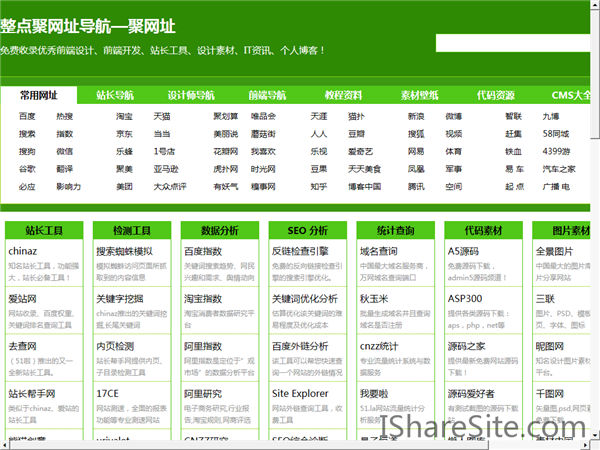 整点聚网址导航—聚网址
免费收录优秀前端设计、前端开发、站长工具、设计素材、IT资讯、个人博客！
常用网址 站长导航 设计师导航 前端导航 教程资料 素材壁纸 代码资源 CMS大全
百度 热搜 淘宝 天猫 聚划算 唯品会 天涯 猫扑 新浪 微博 智联 九博
搜索 指数 京东 当当 美丽说 蘑菇街 人人 豆瓣 搜狐 视频 赶集 58同城
搜狗 微信 乐蜂 1号店 花瓣网 我喜欢 乐视 爱奇艺 网易 体育 铁血 4399游
谷歌 翻译 聚美 亚马逊 虎扑网 时光网 豆果 天天美食 凤凰 军事 易 车 汽车之家
必应 影响力 美团 大众点评 有妖气 糗事网 知乎 博客中国 腾讯 空间 起 点 广播 电
站长工具 检测工具 数据分析 SEO 分析 统计查询 代码素材 图片素材
chinaz 搜索蜘蛛模拟 百度指数 反链检查引擎 域名查询 A5源码 全景图片
知名站长工具，功能强 模拟蜘蛛访问页面所抓 关键词搜索趋势、网民 免费的反向链接检查引 中国最大域名服务商， 免费源码下载， 中国最大的图片库
大，站长必备工具！ 取到的内容信息 兴趣和需求、舆情动向 擎的搜索引擎优化。 万网域名查询端口 admin5源码频道！ 片分享网站
爱站网 关键字挖掘 淘宝指数 关键词优化分析 秋玉米 ASP300 三联
网站收录、百度权重、 chinaz推出的关键词挖 淘宝消费者数据研究平 估算优化该关键词的难 批量生成域名并且查询 提供各类源码下载： 图片、PSD、模板
关键词排名查询工具 掘,长尾关键词 台 易程度及优化成本 域名是否注册 aps，php，net等 页、字体、图标
去查网 内页检测 阿里指数 百度外链分析 cnzz统计 源码之家 昵图网
（51啦）推出的又一 站长帮手网提供内页、 阿里指数是定位于“观 该工具可以帮您快速查 专业流量统计系统与数 提供最新免费网站源码 知名设计图片素材
全新站长工具。 子目录检测工具 市场”的数据分析平台 询一个网站的外链情况 据服务 下载！ 平台。
站长帮手网 17CE 阿里研究 Site Explorer 我要啦 源码爱好者 千图网
类似于chinaz、爱站的 网站测速，全国的报表 电子商务研究,行业报 网站外链查询工具，收 51.la网站流量统计分 有测试截图的源码下载 矢量图,psd,网页素
站长工具 功能等专业测速网站 告,淘宝规则,网商评选 费工具 析服务 站
IShareSite.com